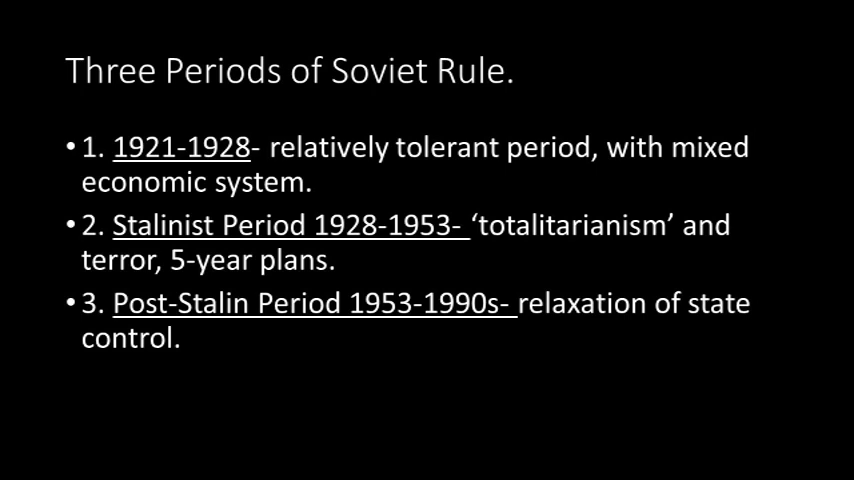 Three Periods of Soviet Rule.
• 1. 1921-1928- relatively tolerant period, with mixed
economic system.
• 2. Stalinist Period 1928-1953- ‘totalitarianism’ and
terror, 5-year plans.
• 3. Post-Stalin Period 1953-1990s- relaxation of state
control.